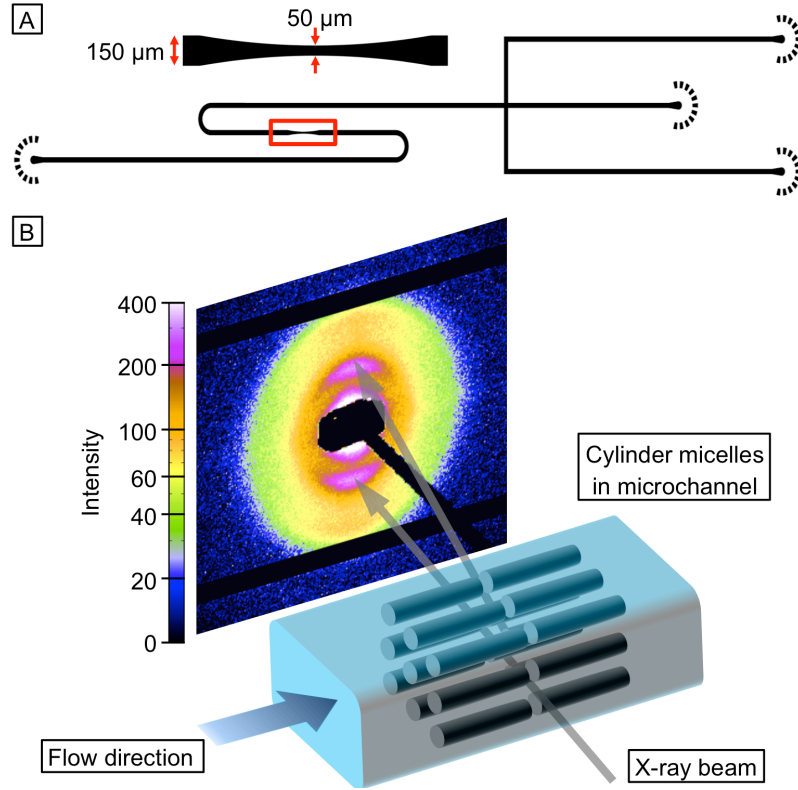 A
50 µm
150 µm
B
400
200
100
60
40
20
0
Intensity
Cylinder micelles
in microchannel
Flow direction
X-ray beam